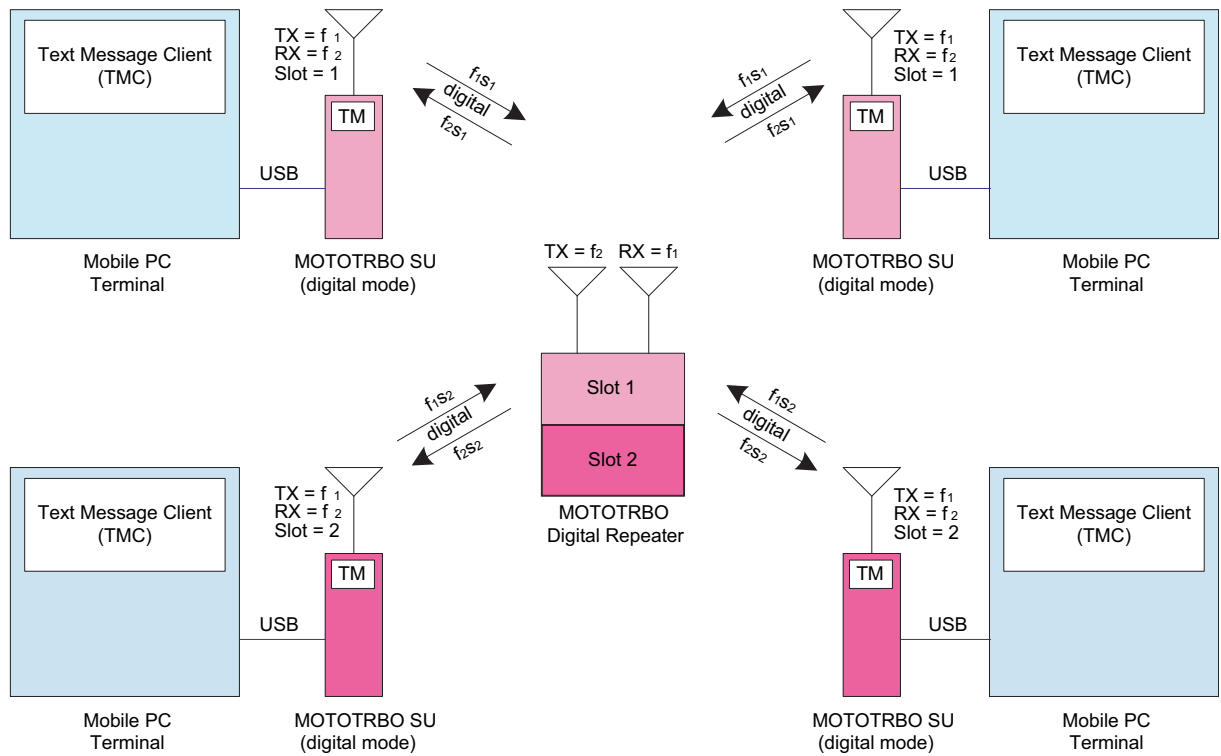 Text Message Client
(TMC)
TX = f 1
RX = f 2
Slot = 1
TM
USB
Mobile PC
Terminal
MOTOTRBO SU
(digital mode)
f1s1
digital
f2s1
f1s1
digital
f2s1
TX = f1
RX = f2
Slot = 1
TM
USB
Text Message Client
(TMC)
MOTOTRBO SU
(digital mode)
Mobile PC
Terminal
TX = f2
RX = f1
Slot 1
Slot 2
MOTOTRBO
Digital Repeater
f1s2
digital
f2s2
f1s2
digital
f2s2
Text Message Client
(TMC)
TX = f 1
RX = f 2
Slot = 2
TM
USB
Mobile PC
Terminal
MOTOTRBO SU
(digital mode)
TX = f1
RX = f2
Slot = 2
TM
USB
Text Message Client
(TMC)
MOTOTRBO SU
(digital mode)
Mobile PC
Terminal